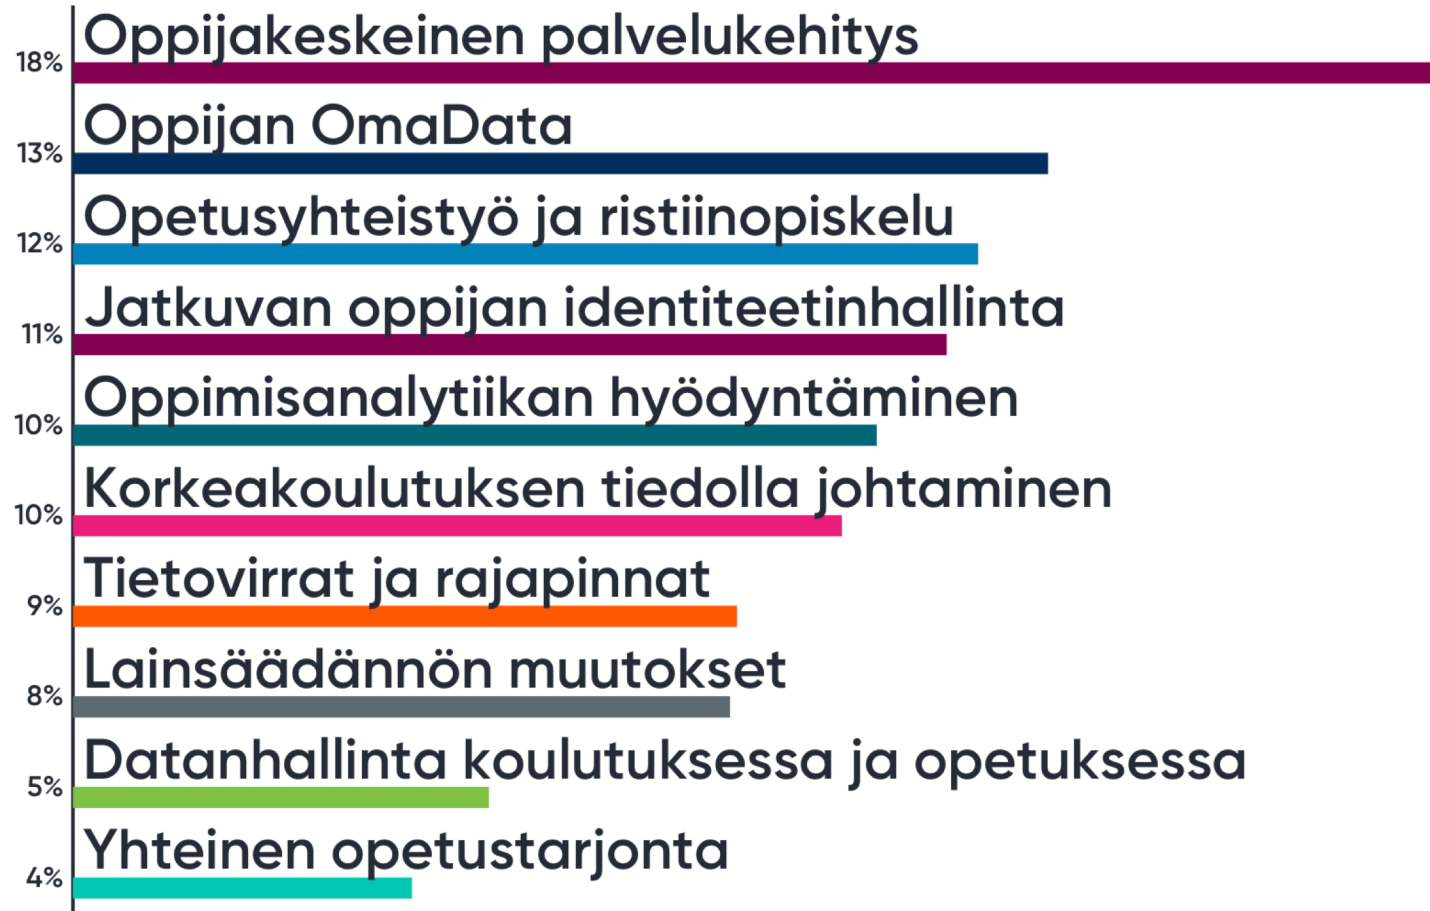 Oppijakeskeinen palvelukehitys
18%
Oppijan OmaData
13%
Opetusyhteistyö ja ristiinopiskelu
12%
Jatkuvan oppijan identiteetinhallinta
11%
Oppimisanalytiikan hyödyntäminen
10%
Korkeakoulutuksen tiedolla johtaminen
10%
Tietovirrat ja rajapinnat
9%
Lainsäädännön muutokset
8%
Datanhallinta koulutuksessa ja opetuksessa
5%
Yhteinen opetustarjonta
4%